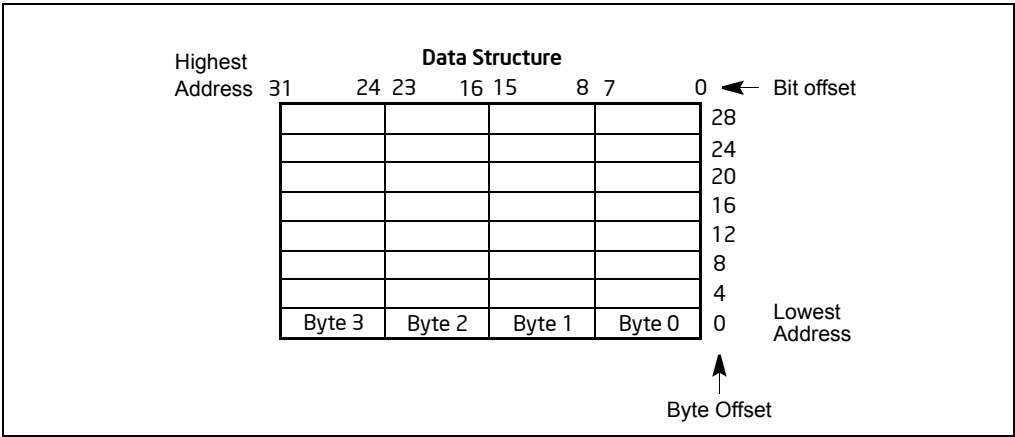 Data Structure
Highest
Address
31 24 23 16 15 8 7 0
Bit offset
28
24
20
16
12
8
4
Byte 3 Byte 2 Byte 1 Byte 0 0
Lowest
Address
Byte Offset